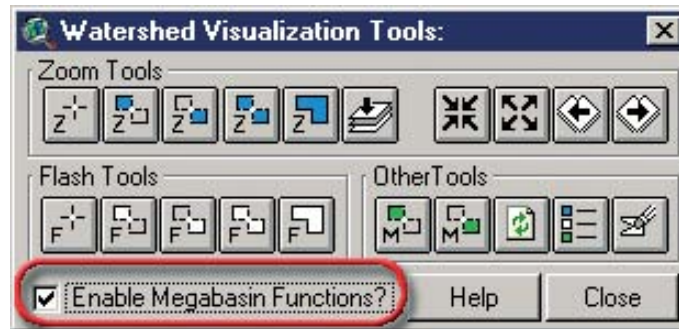 Watershed Visualization Tools:
Zoom Tools
Z Z Z Z Z
Flash Tools
OtherTools
F F F F F
M M
Enable Megabasin Functions?
Help
Close